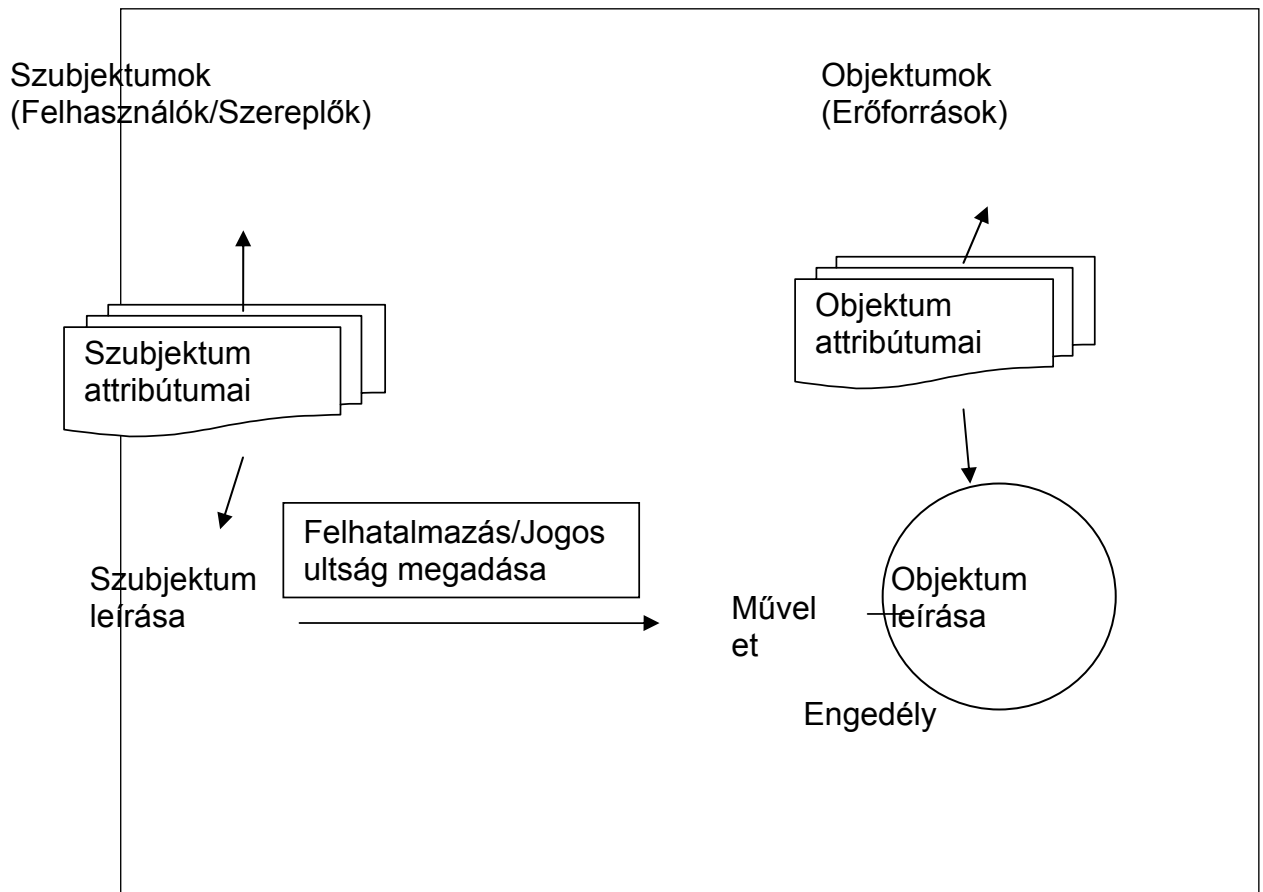 Szubjektumok
(Felhasználók/Szereplők)
Objektumok
(Erőforrások)
Szubjektum
attribútumai
Objektum
attribútumai
Felhatalmazás/Jogos
ultság megadása
Szubjektum
leírása
Művel
et
Objektum
leírása
Engedély